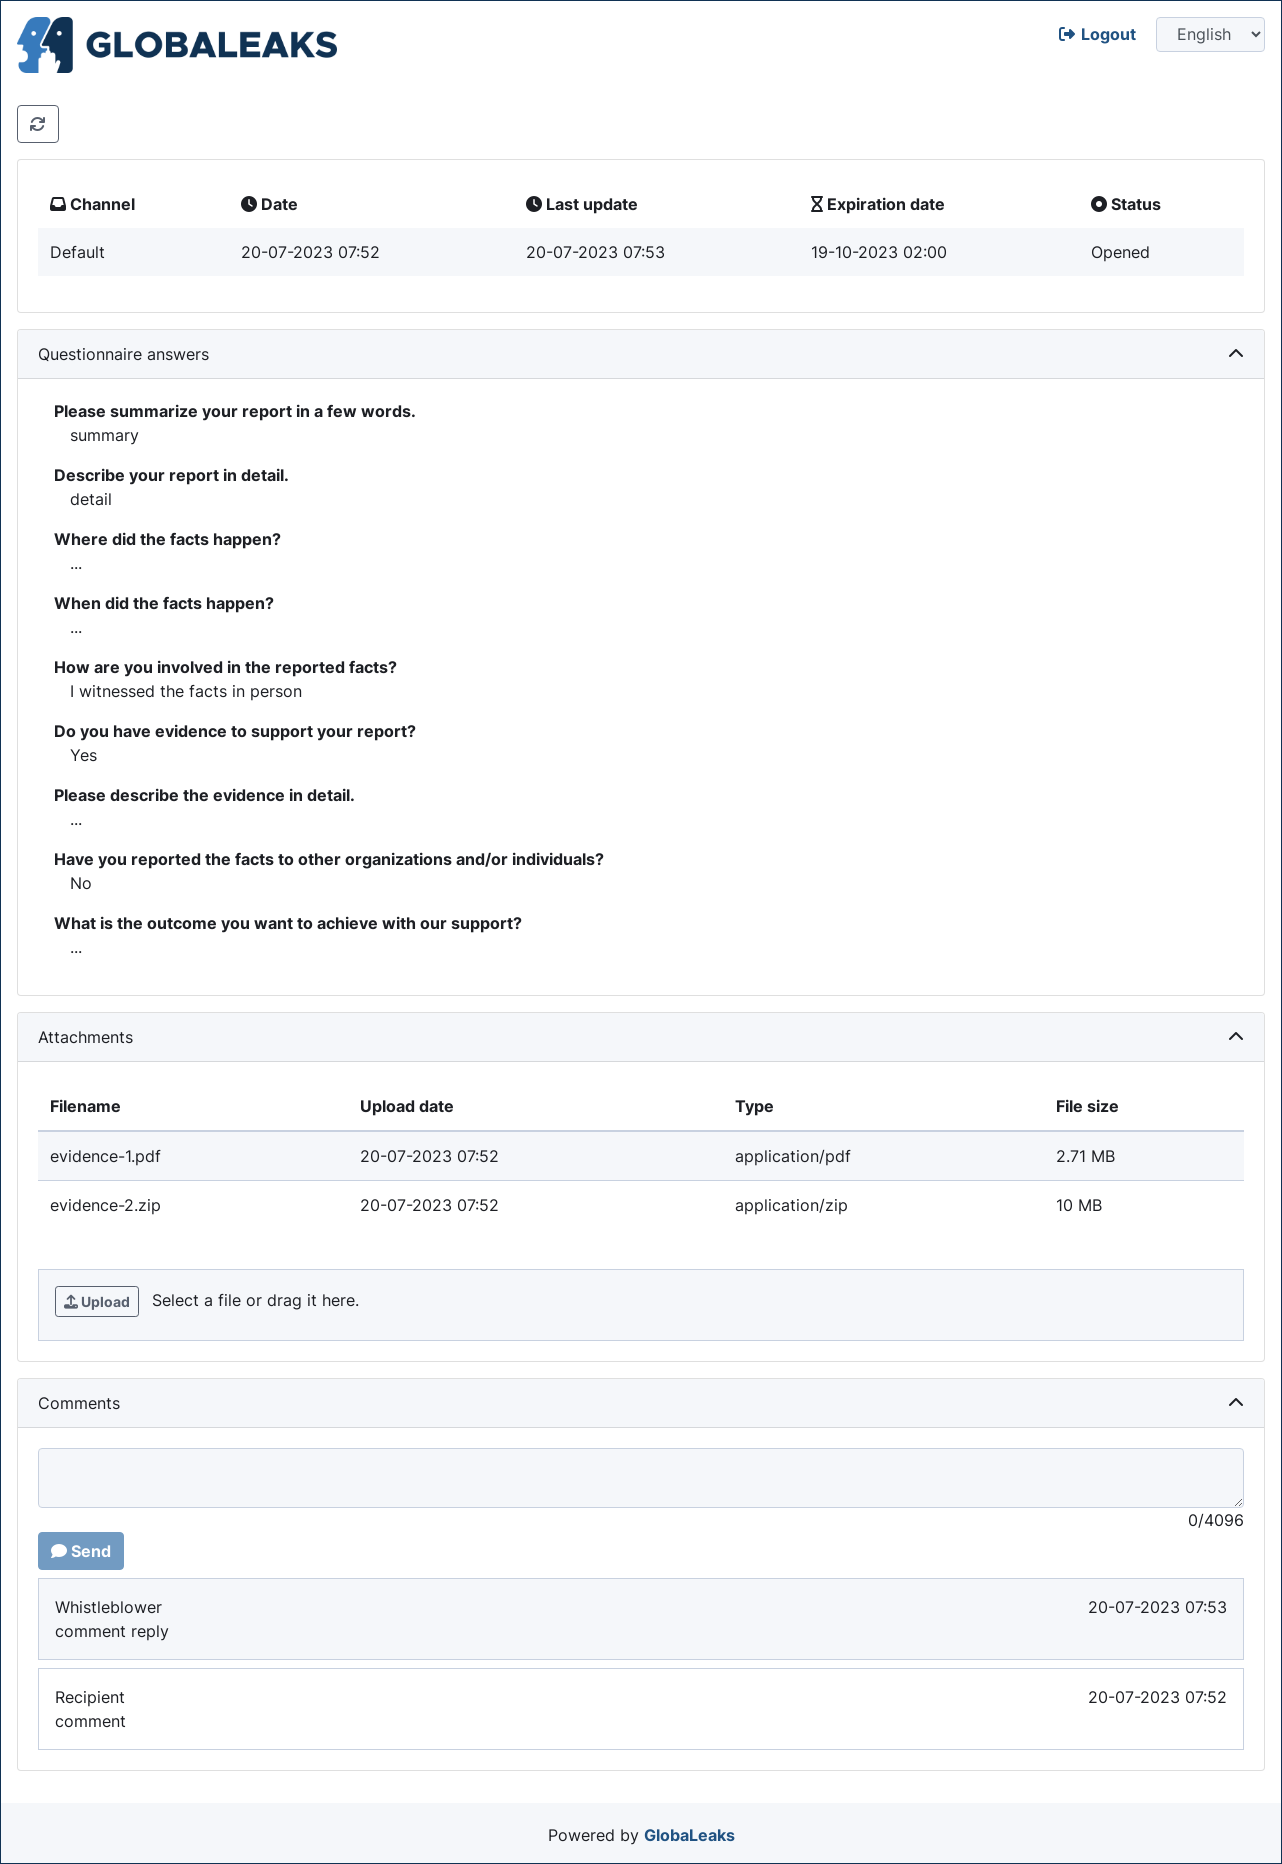 GLOBALEAKS
Logout English
Channel Date Last update Expiration date Status
Default 20-07-2023 07:52 20-07-2023 07:53 19-10-2023 02:00 Opened
Questionnaire answers
Please summarize your report in a few words.
summary
Describe your report in detail.
detail
Where did the facts happen?
...
When did the facts happen?
...
How are you involved in the reported facts?
I witnessed the facts in person
Do you have evidence to support your report?
Yes
Please describe the evidence in detail.
...
Have you reported the facts to other organizations and/or individuals?
No
What is the outcome you want to achieve with our support?
...
Attachments
Filename Upload date Type File size
evidence-1.pdf 20-07-2023 07:52 application/pdf 2.71 MB
evidence-2.zip 20-07-2023 07:52 application/zip 10 MB
Upload Select a file or drag it here.
Comments
0/4096
Send
Whistleblower 20-07-2023 07:53
comment reply
Recipient 20-07-2023 07:52
comment
Powered by GlobaLeaks